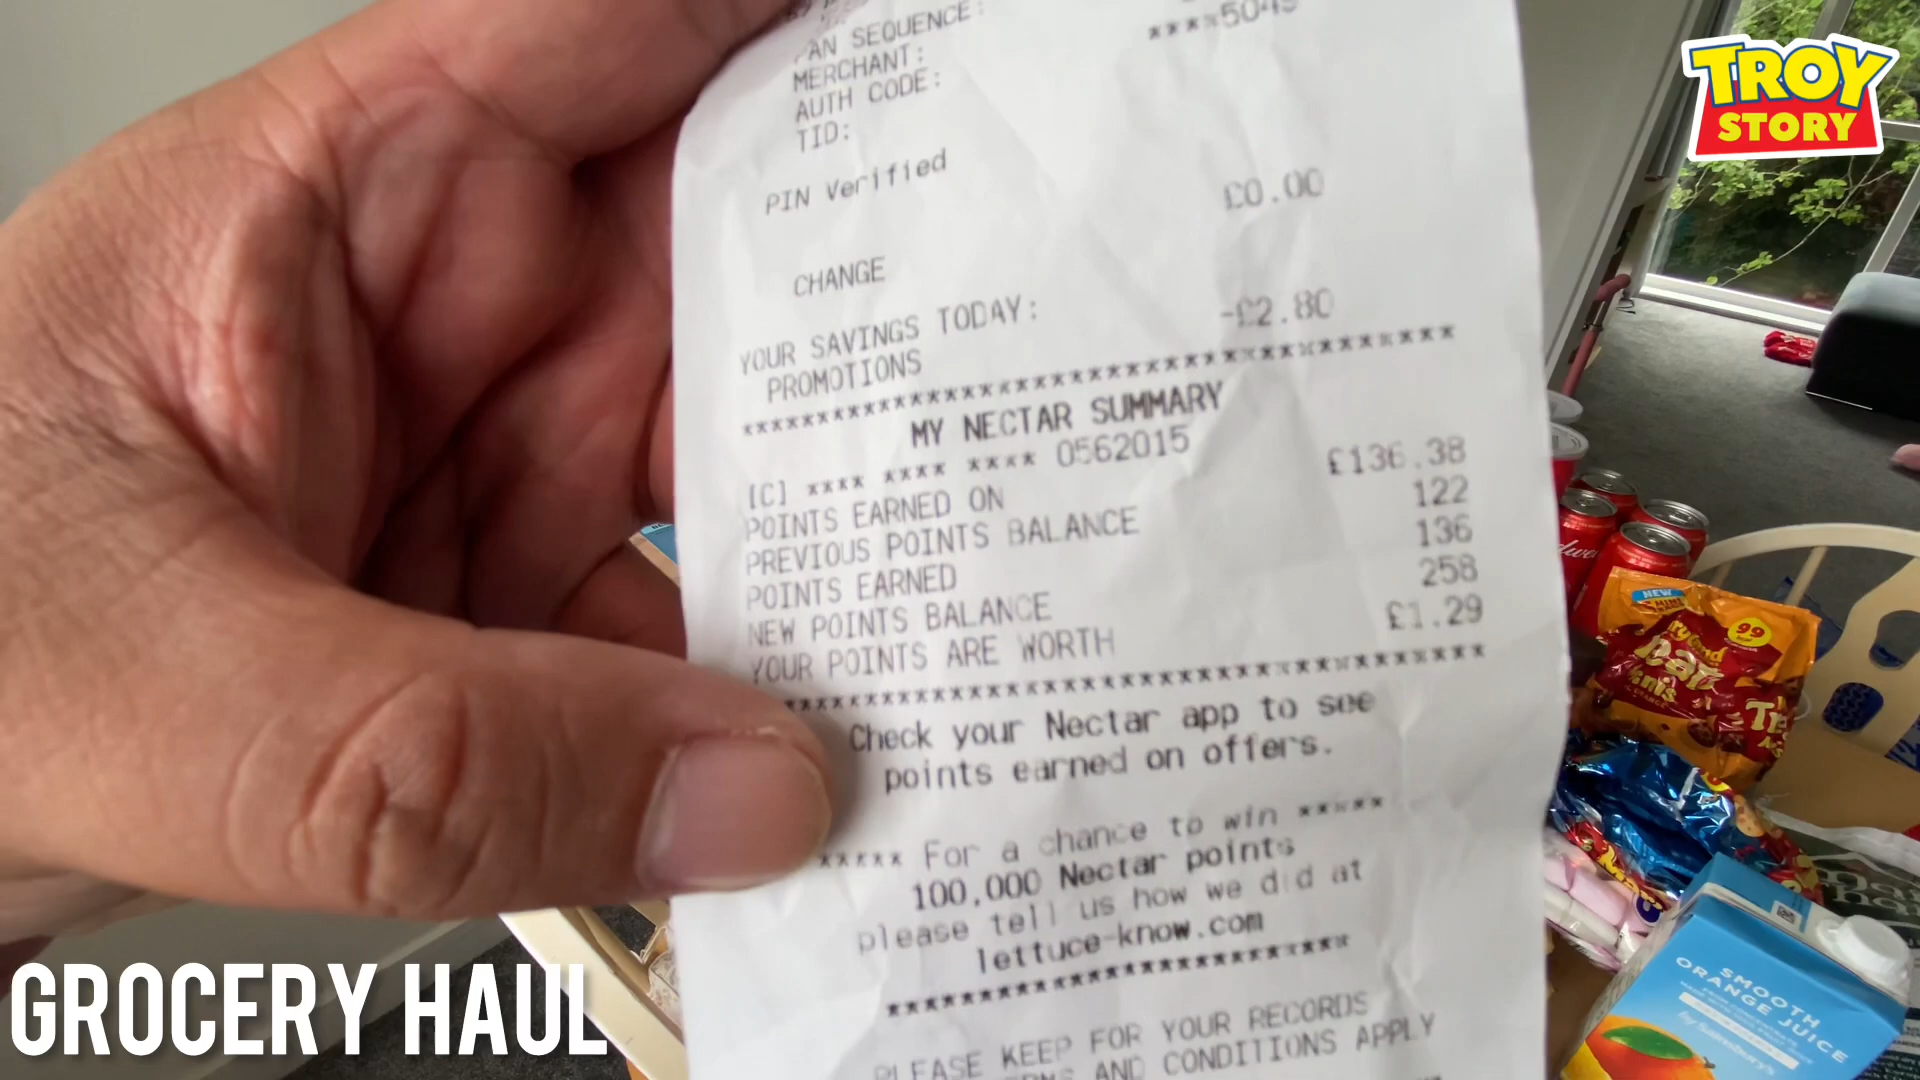 TROY
STORY
SEQUENCE:
MERCHANT: ****
AUTH CODE:
TID:
PIN Verified
£0.00
CHANGE
YOUR SAVINGS TODAY:
PROMOTIONS -£2.80
MY NECTAR SUMMARY
[C] **** **** **** 0562015
POINTS EARNED ON £136.38
PREVIOUS POINTS BALANCE 122
POINTS EARNED 136
NEW POINTS BALANCE 258
YOUR POINTS ARE WORTH £1.29
Check your Nectar app to see
points earned on offers.
***** For a chance to win *****
100,000 Nectar points
please tell us how we did at
lettuce-know.com
PLEASE KEEP FOR YOUR RECORDS
AND CONDITIONS APPLY
NEW
99
SMOOTH
ORANGE JUICE
by Sainsbury's
GROCERY HAUL